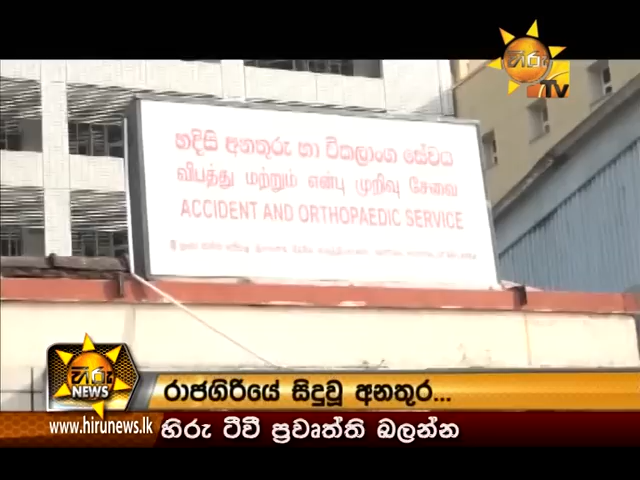 හිරු
TV
හදිසි අනතුරු හා විකලාංග සේවය
விபத்து மற்றும் என்பு முறிவு சேவை
ACCIDENT AND ORTHOPAEDIC SERVICE
හිරු
NEWS
රාජගිරියේ සිදුවූ අනතුර...
www.hirunews.lk
හිරු ටීවී ප්‍රවෘත්ති බලන්න